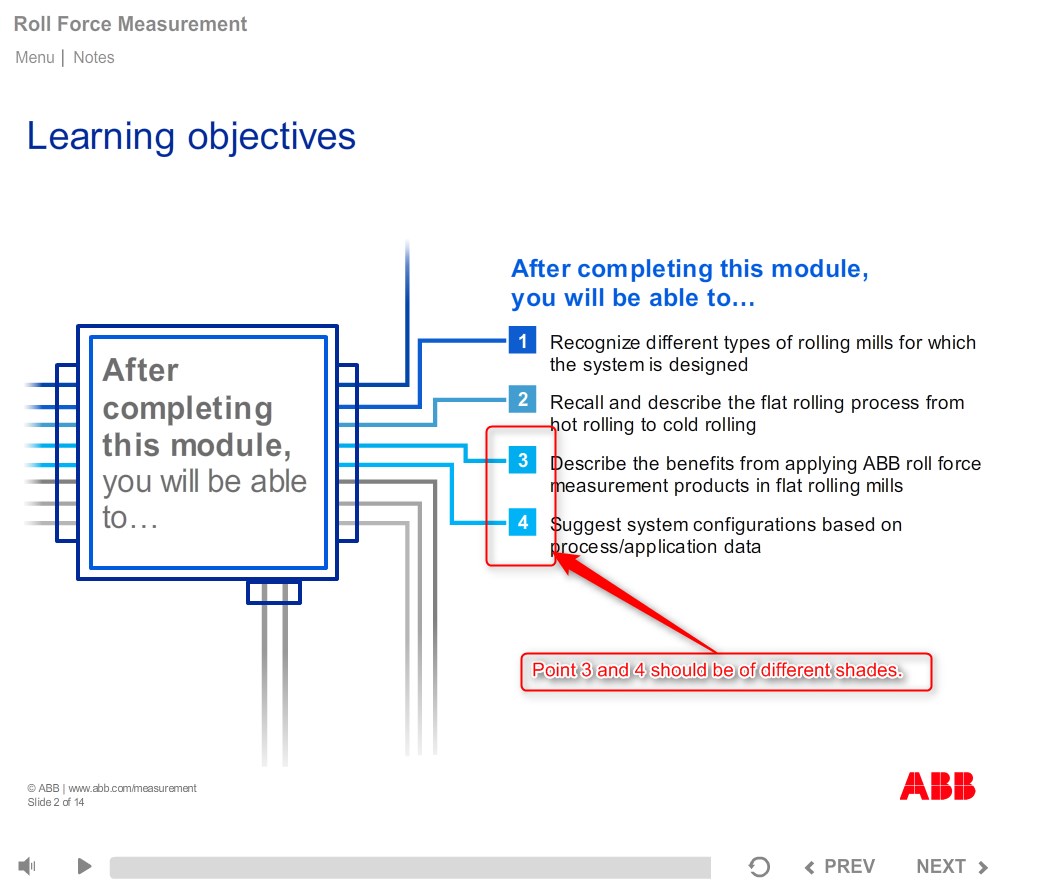 Roll Force Measurement
Menu | Notes
Learning objectives
After
completing
this module,
you will be able
to…
After completing this module,
you will be able to…
1 Recognize different types of rolling mills for which
the system is designed
2 Recall and describe the flat rolling process from
hot rolling to cold rolling
3 Describe the benefits from applying ABB roll force
measurement products in flat rolling mills
4 Suggest system configurations based on
process/application data
Point 3 and 4 should be of different shades.
© ABB | www.abb.com/measurement
Slide 2 of 14
ABB
PREV NEXT